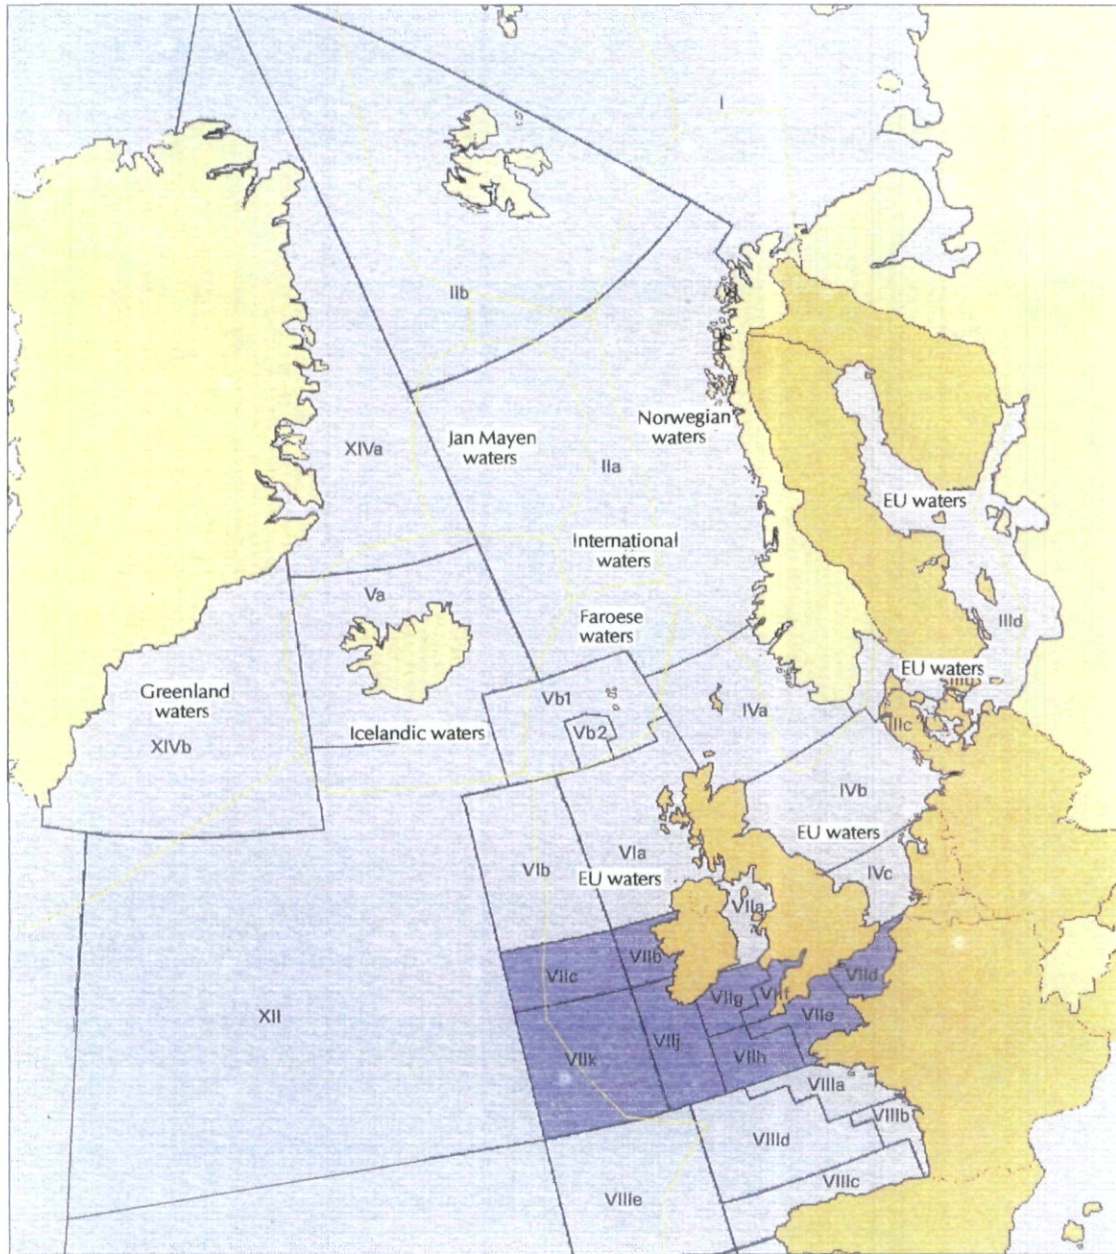 I
IIb
Norwegian
waters
Jan Mayen
waters
XIVa
IIa
EU waters
International
waters
Va
Faroese
waters
IIId
EU waters
Greenland
waters
Vb1
IVa
XIVb
Icelandic waters
Vb2
IVb
EU waters
VIa
VIb
EU waters
IVc
VIIa
VIIb
VIIc
VIId
VIIg
VIIf
XII
VIIe
VIIj
VIIk
VIIh
VIIIa
VIIIb
VIIId
VIIIc
VIIIe